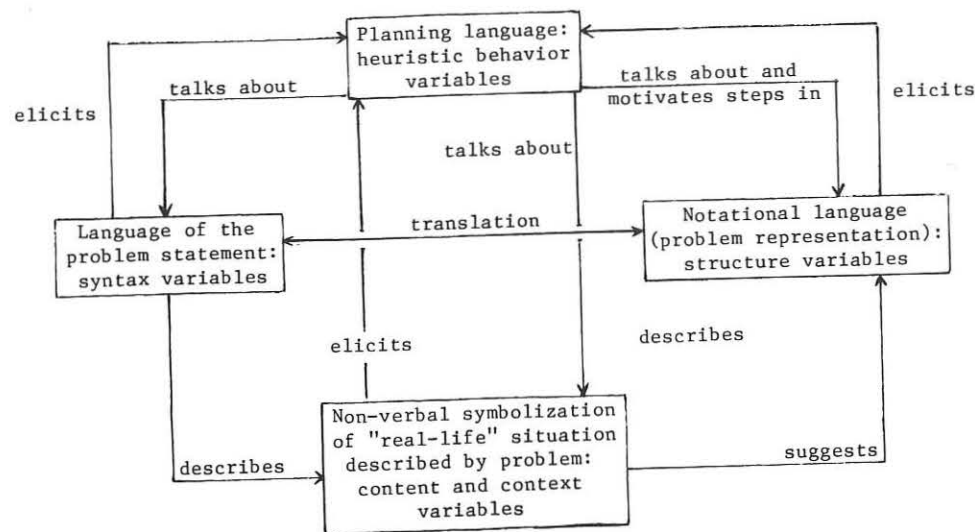 Planning language:
heuristic behavior
variables
talks about
talks about and
motivates steps in
elicits
elicits
talks about
Language of the
problem statement:
syntax variables
translation
Notational language
(problem representation):
structure variables
elicits
describes
Non-verbal symbolization
of "real-life" situation
described by problem:
content and context
variables
describes
suggests